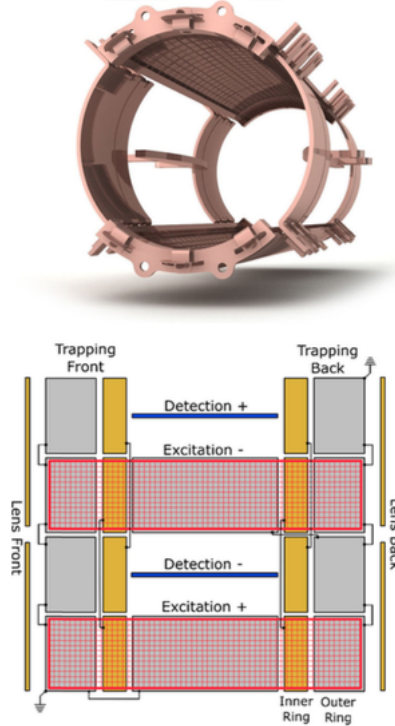 Trapping
Front
Trapping
Back
Detection +
Excitation -
Lens Front
Lens Back
Detection -
Excitation +
Inner
Ring
Outer
Ring